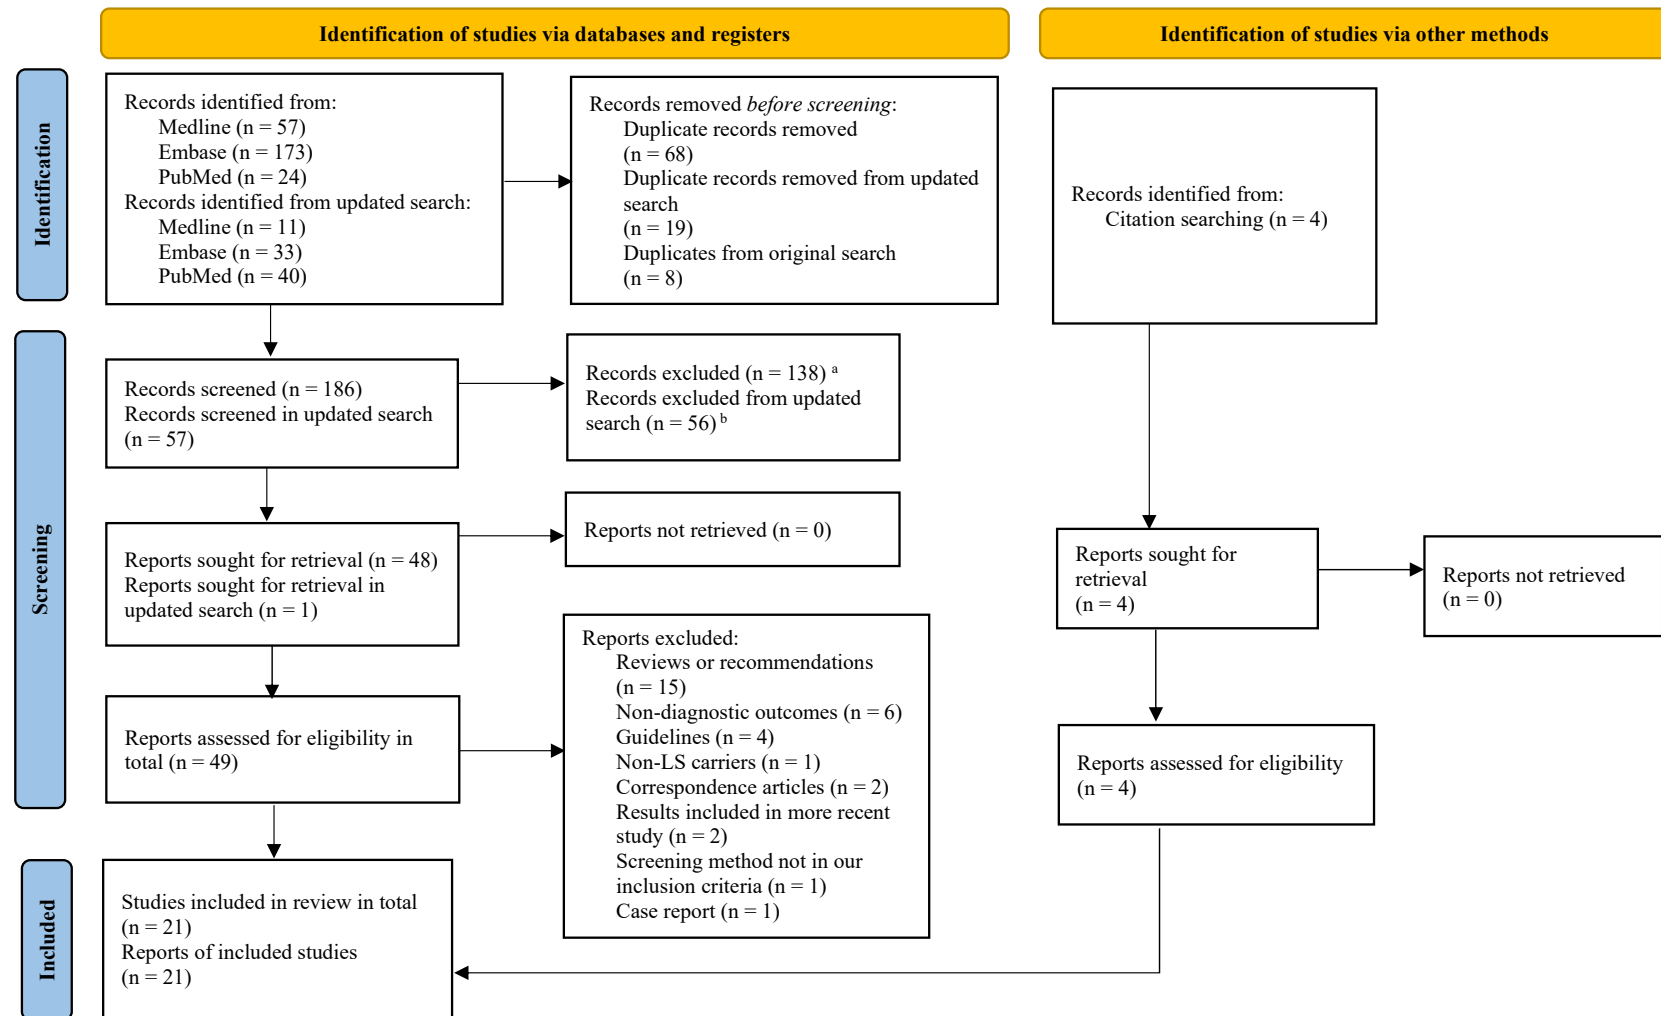 Identification of studies via databases and registers
Identification of studies via other methods
Identification
Records identified from:
Medline (n = 57)
Embase (n = 173)
PubMed (n = 24)
Records identified from updated search:
Medline (n = 11)
Embase (n = 33)
PubMed (n = 40)
Records removed before screening:
Duplicate records removed
(n = 68)
Duplicate records removed from updated
search
(n = 19)
Duplicates from original search
(n = 8)
Records identified from:
Citation searching (n = 4)
Screening
Records screened (n = 186)
Records screened in updated search
(n = 57)
Records excluded (n = 138) a
Records excluded from updated
search (n = 56) b
Reports sought for retrieval (n = 48)
Reports sought for retrieval in
updated search (n = 1)
Reports not retrieved (n = 0)
Reports sought for
retrieval
(n = 4)
Reports not retrieved
(n = 0)
Reports assessed for eligibility in
total (n = 49)
Reports excluded:
Reviews or recommendations
(n = 15)
Non-diagnostic outcomes (n = 6)
Guidelines (n = 4)
Non-LS carriers (n = 1)
Correspondence articles (n = 2)
Results included in more recent
study (n = 2)
Screening method not in our
inclusion criteria (n = 1)
Case report (n = 1)
Reports assessed for eligibility
(n = 4)
Included
Studies included in review in total
(n = 21)
Reports of included studies
(n = 21)